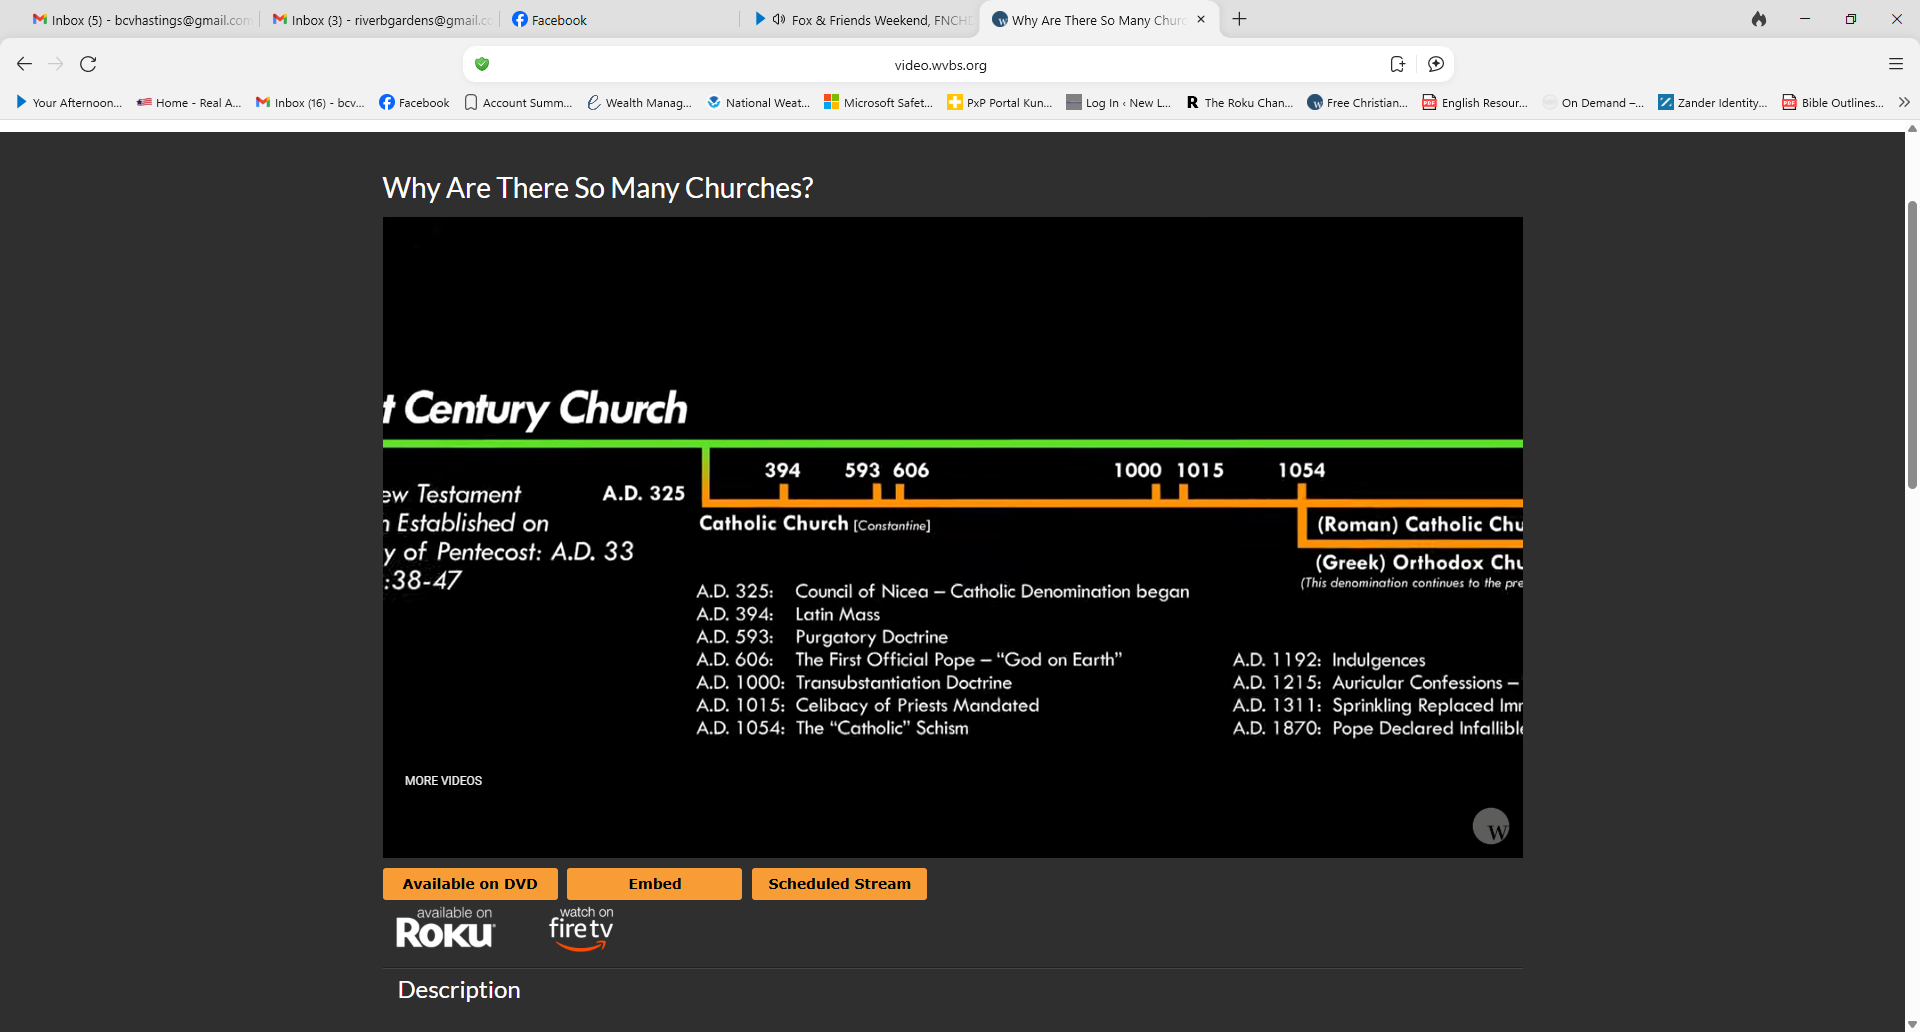 Inbox (5) - bcvhastings@gmail.com
Inbox (3) - riverbgardens@gmail.co
Facebook
Fox & Friends Weekend, FNCHD
Why Are There So Many Churc
video.wvbs.org
Your Afternoon...
Home - Real A...
Inbox (16) - bcv...
Facebook
Account Summ...
Wealth Manag...
National Weat...
Microsoft Safet...
PxP Portal Kun...
Log In ‹ New L...
The Roku Chan...
Free Christian...
English Resour...
On Demand –...
Zander Identity...
Bible Outlines...
Why Are There So Many Churches?
t Century Church
394 593 606 1000 1015 1054
ew Testament
n Established on
y of Pentecost: A.D. 33
:38-47
A.D. 325
Catholic Church [Constantine]
(Roman) Catholic Chu
(Greek) Orthodox Chu
(This denomination continues to the pre
A.D. 325: Council of Nicea – Catholic Denomination began
A.D. 394: Latin Mass
A.D. 593: Purgatory Doctrine
A.D. 606: The First Official Pope – “God on Earth”
A.D. 1000: Transubstantiation Doctrine
A.D. 1015: Celibacy of Priests Mandated
A.D. 1054: The “Catholic” Schism
A.D. 1192: Indulgences
A.D. 1215: Auricular Confessions –
A.D. 1311: Sprinkling Replaced Imm
A.D. 1870: Pope Declared Infallible
MORE VIDEOS
W
Available on DVD
Embed
Scheduled Stream
available on
ROKU
watch on
firetv
Description